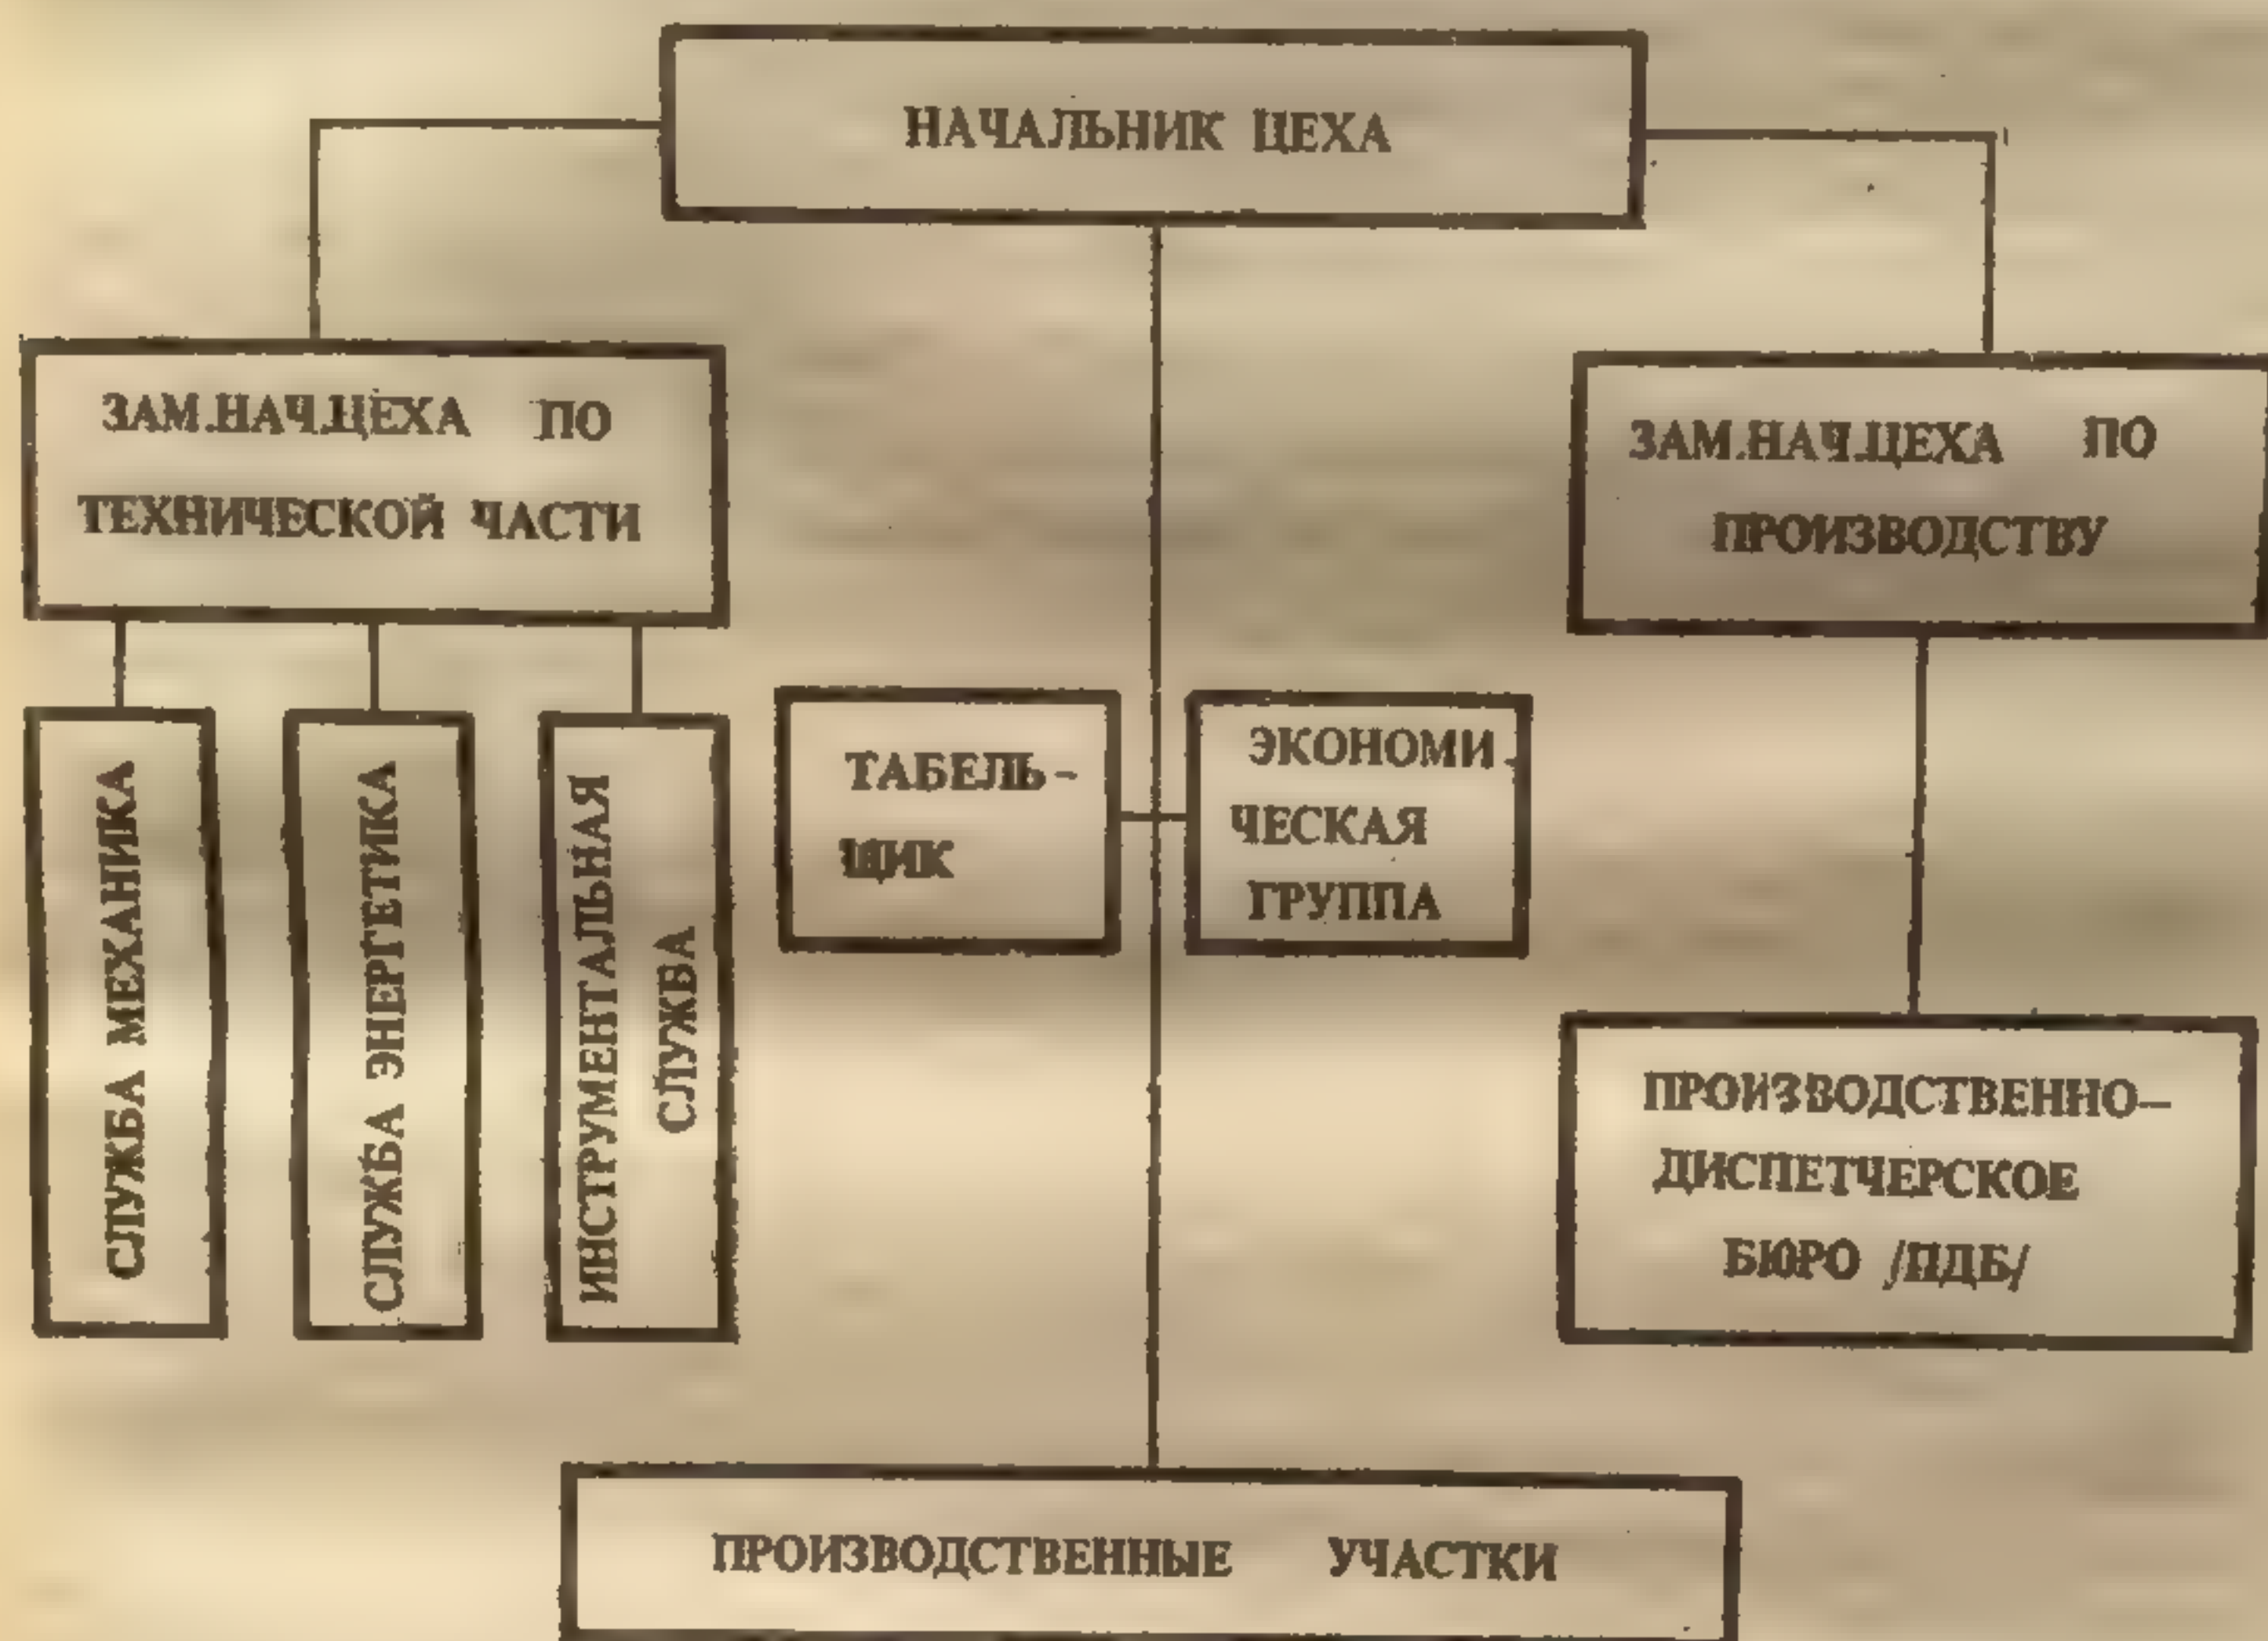 НАЧАЛЬНИК ЦЕХА
ЗАМ.НАЧ.ЦЕХА ПО
ТЕХНИЧЕСКОЙ ЧАСТИ
ЗАМ.НАЧ.ЦЕХА ПО
ПРОИЗВОДСТВУ
СЛУЖБА МЕХАНИКА
СЛУЖБА ЭНЕРГЕТИКА
ИНСТРУМЕНТАЛЬНАЯ
СЛУЖБА
ТАБЕЛЬ-
ЩИК
ЭКОНОМИ-
ЧЕСКАЯ
ГРУППА
ПРОИЗВОДСТВЕННО-
ДИСПЕТЧЕРСКОЕ
БЮРО /ПДБ/
ПРОИЗВОДСТВЕННЫЕ УЧАСТКИ